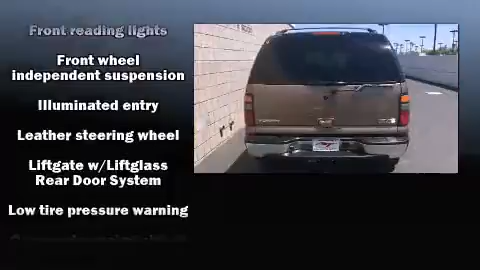 Front reading lights
Front wheel
independent suspension
Illuminated entry
Leather steering wheel
Liftgate w/Liftglass
Rear Door System
Low tire pressure warning